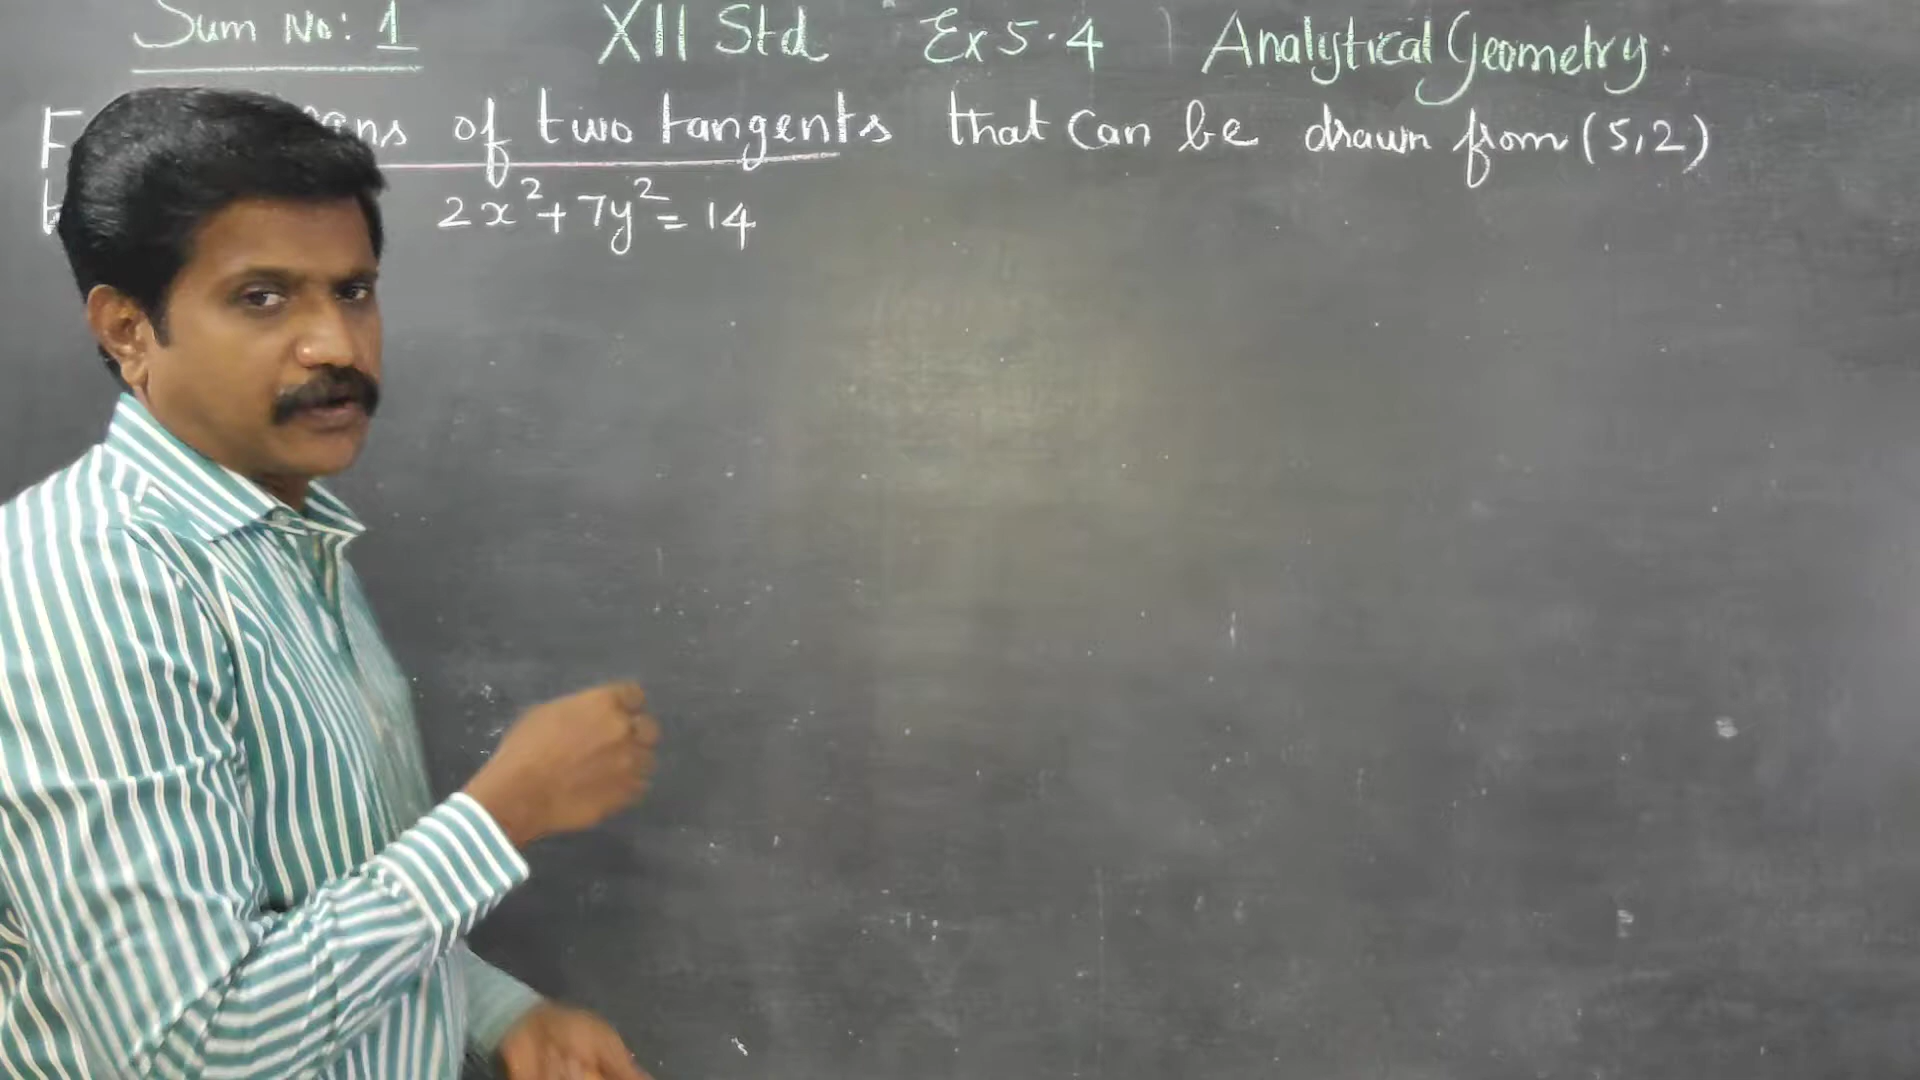 Sum No: 1 XII Std Ex 5.4 Analytical Geometry.
of two tangents that can be drawn from (5,2)
2x²+7y²=14